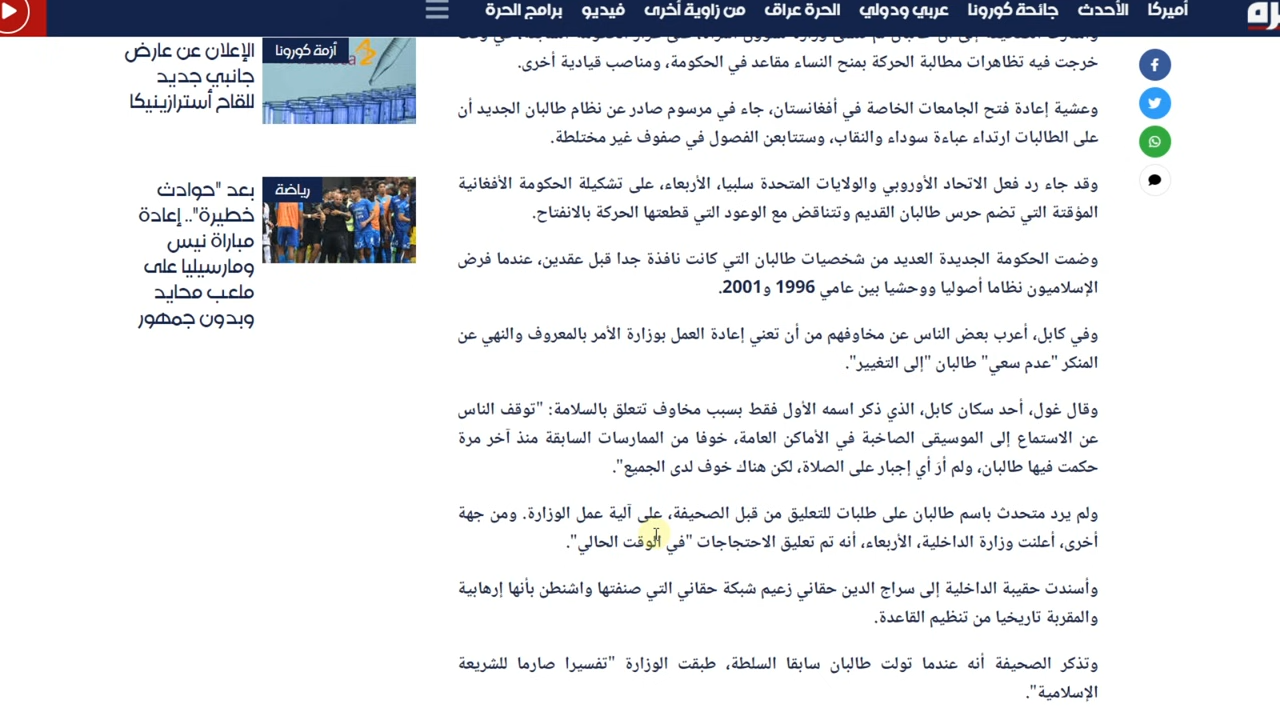 أميركا الأحدث جائحة كورونا عربي ودولي الحرة عراق من زاوية أخرى فيديو برامج الحرة
خرجت فيه تظاهرات مطالبة الحركة بمنح النساء مقاعد في الحكومة، ومناصب قيادية أخرى.
وعشية إعادة فتح الجامعات الخاصة في أفغانستان، جاء في مرسوم صادر عن نظام طالبان الجديد أن
على الطالبات ارتداء عباءة سوداء والنقاب، وستتابعن الفصول في صفوف غير مختلطة.
وقد جاء رد فعل الاتحاد الأوروبي والولايات المتحدة سلبيا، الأربعاء، على تشكيلة الحكومة الأفغانية
المؤقتة التي تضم حرس طالبان القديم وتتناقض مع الوعود التي قطعتها الحركة بالانفتاح.
وضمت الحكومة الجديدة العديد من شخصيات طالبان التي كانت نافذة جدا قبل عقدين، عندما فرض
الإسلاميون نظاما أصوليا ووحشيا بين عامي 1996 و2001.
وفي كابل، أعرب بعض الناس عن مخاوفهم من أن تعني إعادة العمل بوزارة الأمر بالمعروف والنهي عن
المنكر "عدم سعي" طالبان "إلى التغيير".
وقال غول، أحد سكان كابل، الذي ذكر اسمه الأول فقط بسبب مخاوف تتعلق بالسلامة: "توقف الناس
عن الاستماع إلى الموسيقى الصاخبة في الأماكن العامة، خوفا من الممارسات السابقة منذ آخر مرة
حكمت فيها طالبان، ولم أرَ أي إجبار على الصلاة، لكن هناك خوف لدى الجميع".
ولم يرد متحدث باسم طالبان على طلبات للتعليق من قبل الصحيفة، على آلية عمل الوزارة. ومن جهة
أخرى، أعلنت وزارة الداخلية، الأربعاء، أنه تم تعليق الاحتجاجات "في الوقت الحالي".
وأسندت حقيبة الداخلية إلى سراج الدين حقاني زعيم شبكة حقاني التي صنفتها واشنطن بأنها إرهابية
والمقربة تاريخيا من تنظيم القاعدة.
وتذكر الصحيفة أنه عندما تولت طالبان سابقا السلطة، طبقت الوزارة "تفسيرا صارما للشريعة
الإسلامية".
أزمة كورونا
الإعلان عن عارض
جانبي جديد
للقاح أسترازينيكا
رياضة
بعد "حوادث
خطيرة".. إعادة
مباراة نيس
ومارسيليا على
ملعب محايد
وبدون جمهور